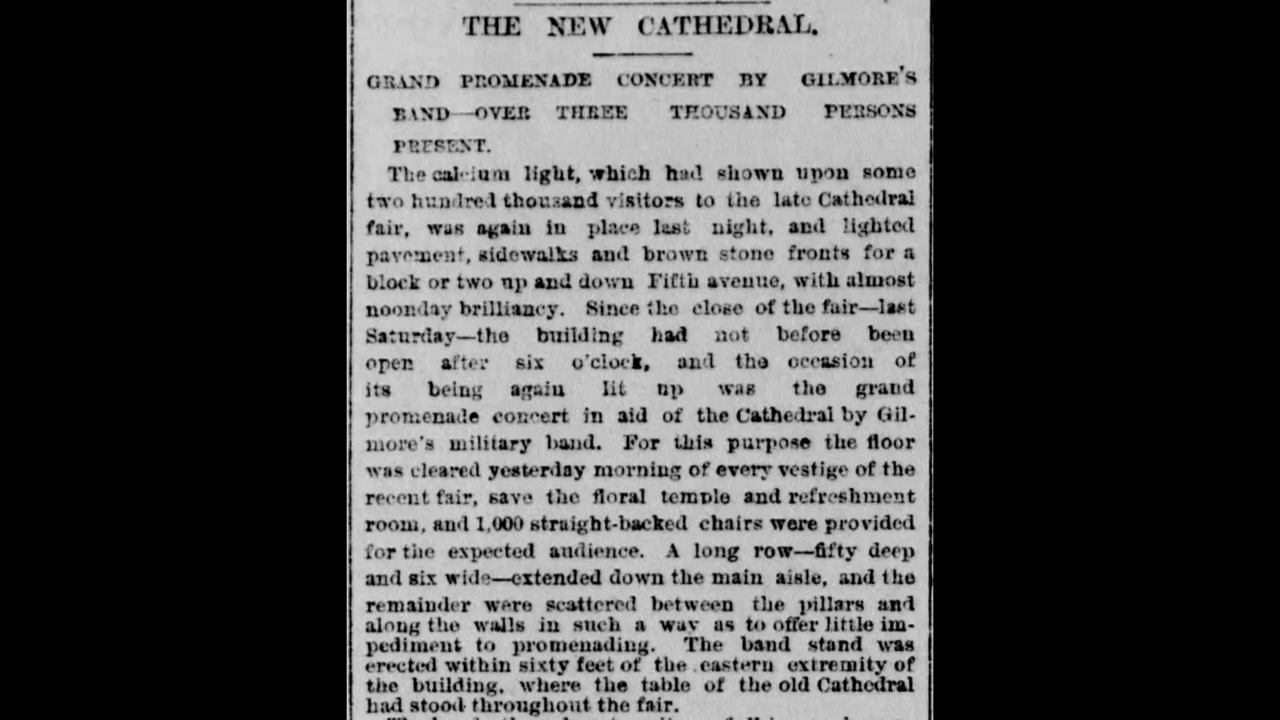 THE NEW CATHEDRAL.
GRAND PROMENADE CONCERT BY GILMORE'S
BAND—OVER THREE THOUSAND PERSONS
PRESENT.
The calcium light, which had shown upon some
two hundred thousand visitors to the late Cathedral
fair, was again in place last night, and lighted
pavement, sidewalks and brown stone fronts for a
block or two up and down Fifth avenue, with almost
noonday brilliancy. Since the close of the fair—last
Saturday—the building had not before been
open after six o'clock, and the occasion of
its being again lit up was the grand
promenade concert in aid of the Cathedral by Gil-
more's military band. For this purpose the floor
was cleared yesterday morning of every vestige of the
recent fair, save the floral temple and refreshment
room, and 1,000 straight-backed chairs were provided
for the expected audience. A long row—fifty deep
and six wide—extended down the main aisle, and the
remainder were scattered between the pillars and
along the walls in such a way as to offer little im-
pediment to promenading. The band stand was
erected within sixty feet of the eastern extremity of
the building, where the table of the old Cathedral
had stood throughout the fair.